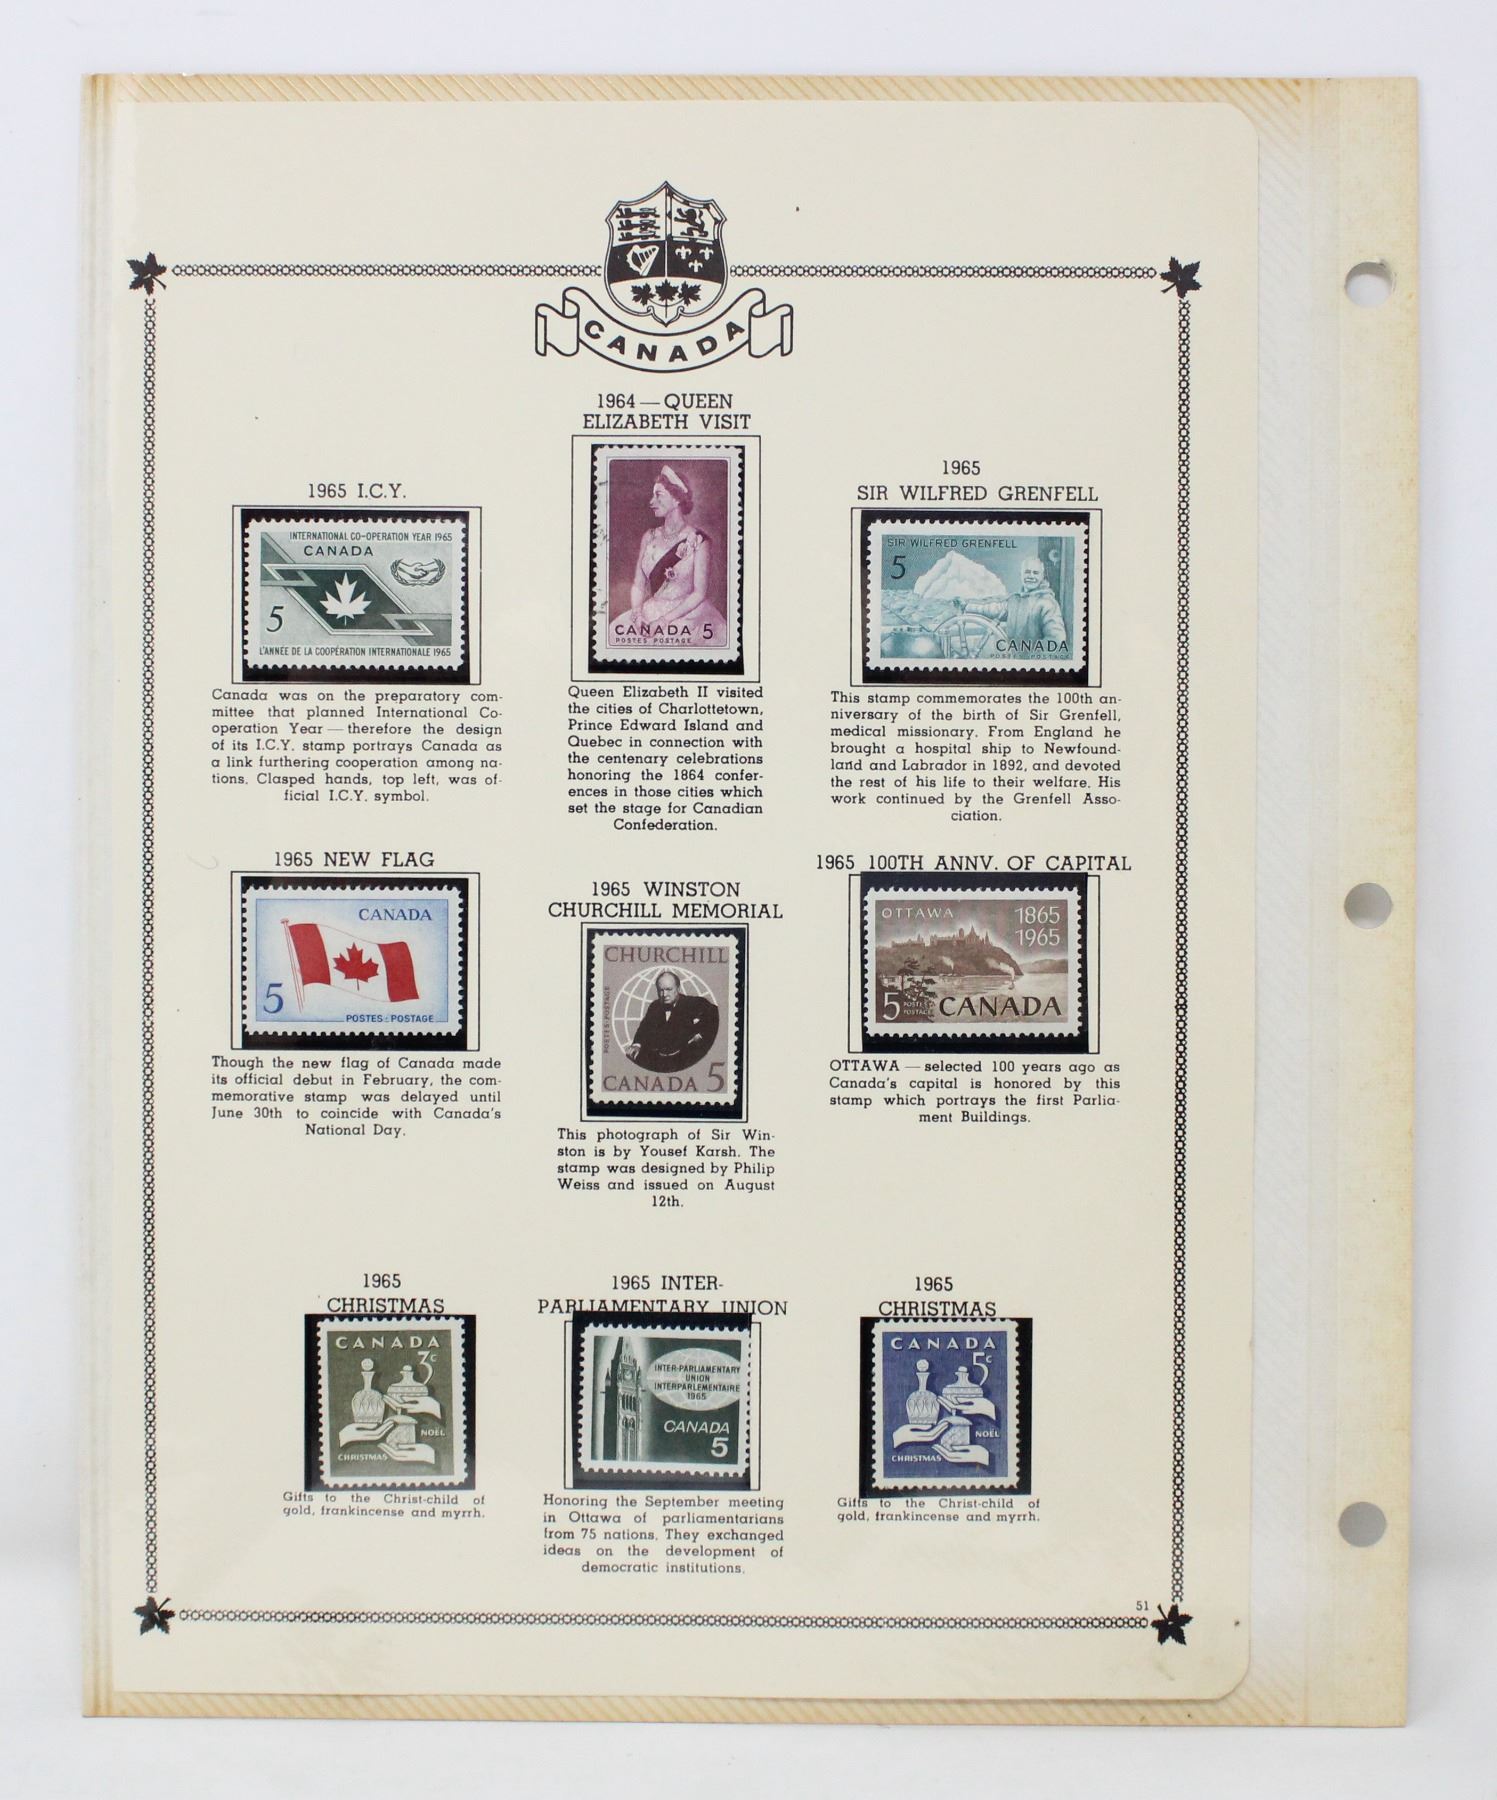 CANADA
1964 — QUEEN
ELIZABETH VISIT
CANADA 5
POSTES POSTAGE
Queen Elizabeth II visited
the cities of Charlottetown,
Prince Edward Island and
Quebec in connection with
the centenary celebrations
honoring the 1864 confer-
ences in those cities which
set the stage for Canadian
Confederation.
1965 I.C.Y.
INTERNATIONAL CO-OPERATION YEAR 1965
CANADA
5
L'ANNÉE DE LA COOPÉRATION INTERNATIONALE 1965
Canada was on the preparatory com-
mittee that planned International Co-
operation Year — therefore the design
of its I.C.Y. stamp portrays Canada as
a link furthering cooperation among na-
tions. Clasped hands, top left, was of-
ficial I.C.Y. symbol.
1965
SIR WILFRED GRENFELL
SIR WILFRED GRENFELL
5
CANADA
POSTES POSTAGE
This stamp commemorates the 100th an-
niversary of the birth of Sir Grenfell,
medical missionary. From England he
brought a hospital ship to Newfound-
land and Labrador in 1892, and devoted
the rest of his life to their welfare. His
work continued by the Grenfell Asso-
ciation.
1965 NEW FLAG
CANADA
5
POSTES-POSTAGE
Though the new flag of Canada made
its official debut in February, the com-
memorative stamp was delayed until
June 30th to coincide with Canada's
National Day.
1965 WINSTON
CHURCHILL MEMORIAL
CHURCHILL
POSTES-POSTAGE
CANADA 5
This photograph of Sir Win-
ston is by Yousef Karsh. The
stamp was designed by Philip
Weiss and issued on August
12th.
1965 100TH ANNV. OF CAPITAL
OTTAWA
1865
1965
5 POSTES
POSTAGE
CANADA
OTTAWA — selected 100 years ago as
Canada's capital is honored by this
stamp which portrays the first Parlia-
ment Buildings.
1965
CHRISTMAS
CANADA
3c
NOËL
CHRISTMAS
Gifts to the Christ-child of
gold, frankincense and myrrh.
1965 INTER-
PARLIAMENTARY UNION
INTER-PARLIAMENTARY
UNION
INTERPARLEMENTAIRE
1965
CANADA
5
Honoring the September meeting
in Ottawa of parliamentarians
from 75 nations. They exchanged
ideas on the development of
democratic institutions.
1965
CHRISTMAS
CANADA
5c
NOËL
CHRISTMAS
Gifts to the Christ-child of
gold, frankincense and myrrh.
51